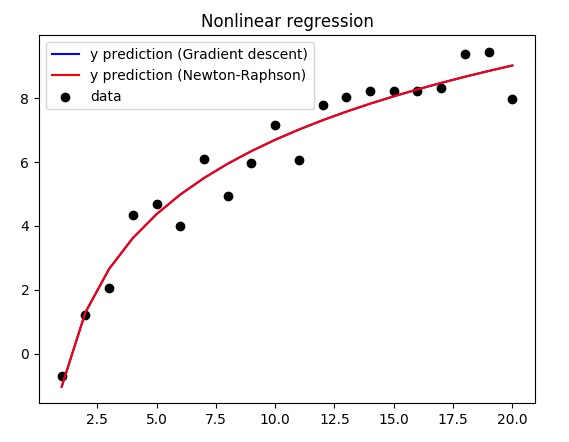 Nonlinear regression
y prediction (Gradient descent)
y prediction (Newton-Raphson)
data
8
6
4
2
0
2.5 5.0 7.5 10.0 12.5 15.0 17.5 20.0